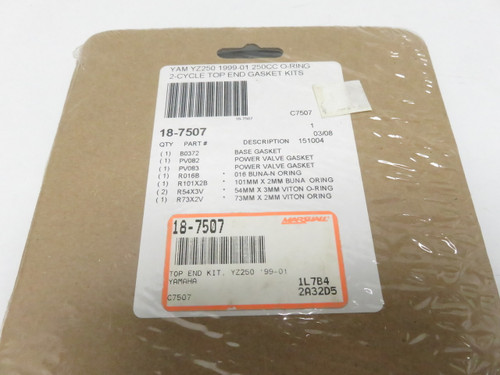 YAM YZ250 1999-01 250CC O-RING
2-CYCLE TOP END GASKET KITS
18-7507
C7507
18-7507
1
03/08
QTY PART # DESCRIPTION 151004
(1) B0372 BASE GASKET
(1) PV082 POWER VALVE GASKET
(1) PV083 POWER VALVE GASKET
(1) R016B * 016 BUNA-N ORING
(1) R101X2B * 101MM X 2MM BUNA ORING
(2) R54X3V * 54MM X 3MM VITON O-RING
(1) R73X2V * 73MM X 2MM VITON ORING
18-7507
MARSHALL
TOP END KIT, YZ250 '99-01
YAMAHA
1L7B4
C7507
2A32D5